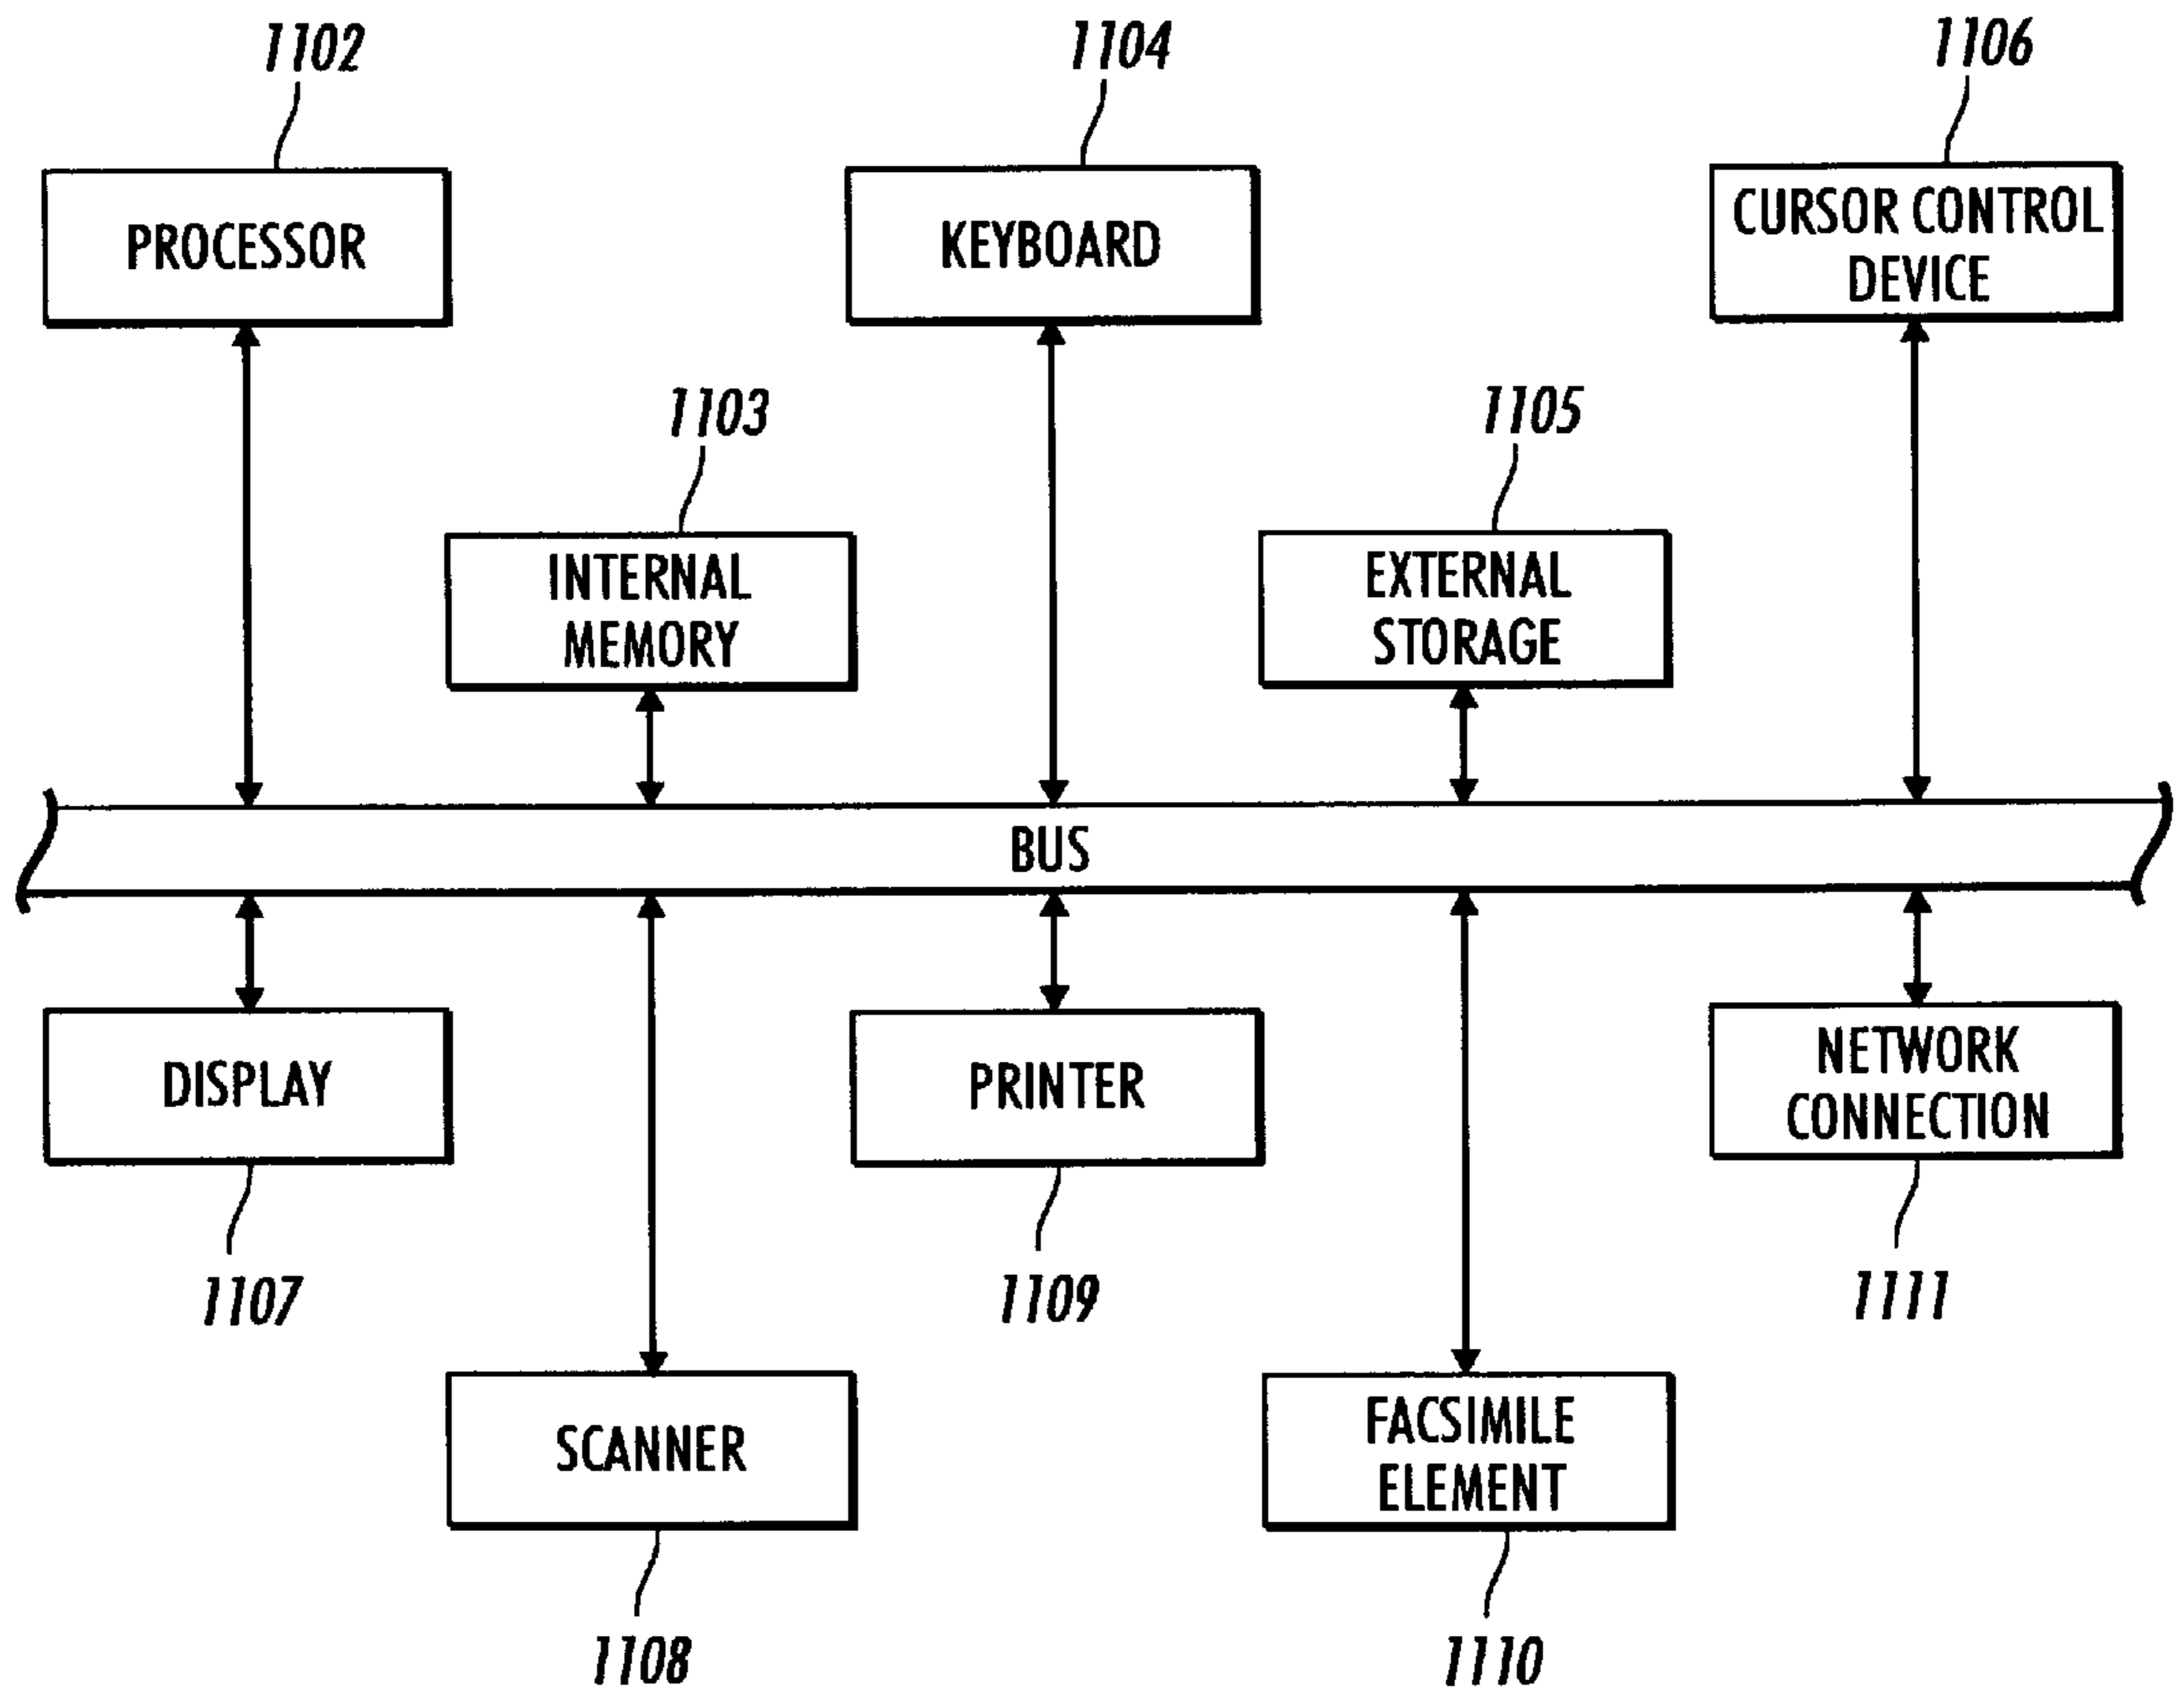 1102
1104
1106
PROCESSOR
KEYBOARD
CURSOR CONTROL
DEVICE
1103
1105
INTERNAL
MEMORY
EXTERNAL
STORAGE
BUS
DISPLAY
PRINTER
NETWORK
CONNECTION
1107
1109
1111
SCANNER
FACSIMILE
ELEMENT
1108
1110